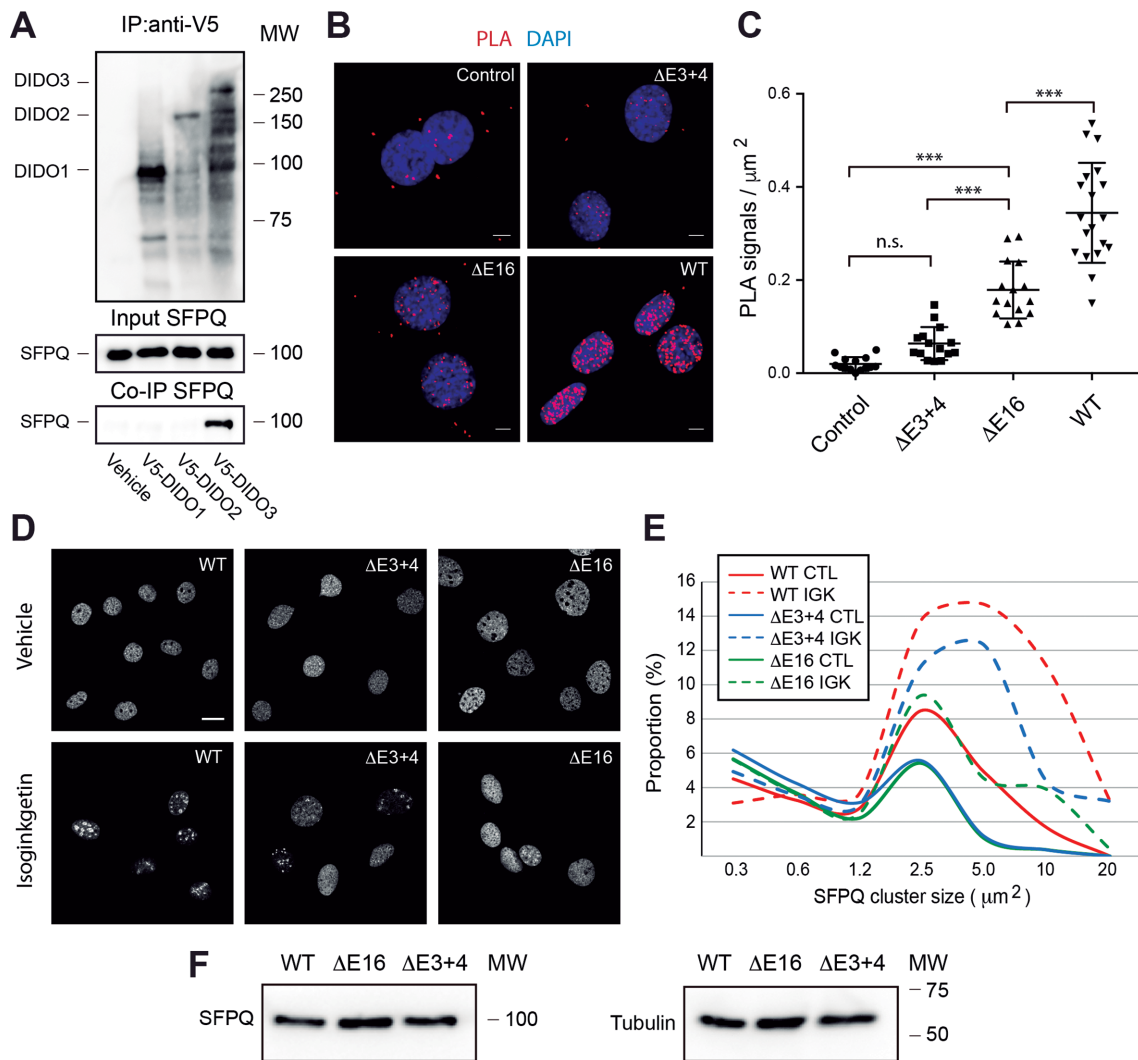 A
IP:anti-V5
MW
DIDO3 –
DIDO2 –
DIDO1 –
– 250
– 150
– 100
– 75
Input SFPQ
SFPQ –
– 100
Co-IP SFPQ
SFPQ –
– 100
Vehicle
V5-DIDO1
V5-DIDO2
V5-DIDO3
B
PLA DAPI
Control
ΔE3+4
ΔE16
WT
C
PLA signals / μm²
0.6
0.4
0.2
0.0
***
***
***
n.s.
Control
ΔE3+4
ΔE16
WT
D
Vehicle
WT
ΔE3+4
ΔE16
Isoginkgetin
WT
ΔE3+4
ΔE16
E
WT CTL
WT IGK
ΔE3+4 CTL
ΔE3+4 IGK
ΔE16 CTL
ΔE16 IGK
Proportion (%)
16
14
12
10
8
6
4
2
0.3 0.6 1.2 2.5 5.0 10 20
SFPQ cluster size ( μm² )
F
WT ΔE16 ΔE3+4 MW
SFPQ
– 100
WT ΔE16 ΔE3+4 MW
Tubulin
– 75
– 50